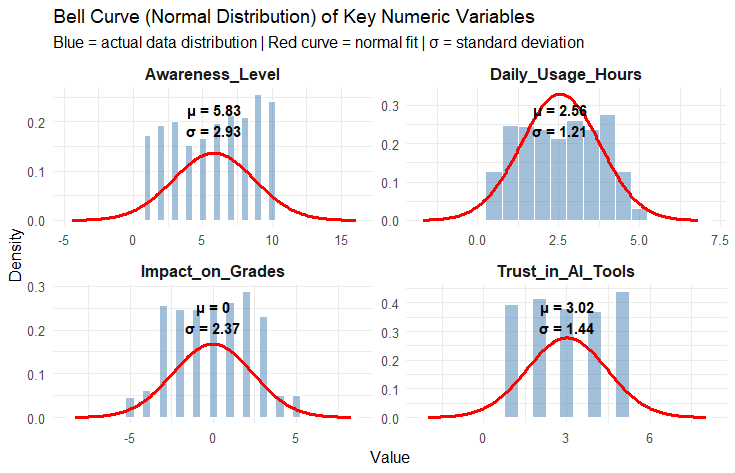 Bell Curve (Normal Distribution) of Key Numeric Variables
Blue = actual data distribution | Red curve = normal fit | σ = standard deviation
Awareness_Level
μ = 5.83
σ = 2.93
0.2
0.1
0.0
-5
0
5
10
15
Daily_Usage_Hours
μ = 2.56
σ = 1.21
0.3
0.2
0.1
0.0
0.0
2.5
5.0
7.5
Density
Impact_on_Grades
μ = 0
σ = 2.37
0.3
0.2
0.1
0.0
-5
0
5
Trust_in_AI_Tools
μ = 3.02
σ = 1.44
0.4
0.3
0.2
0.1
0.0
0
3
6
Value